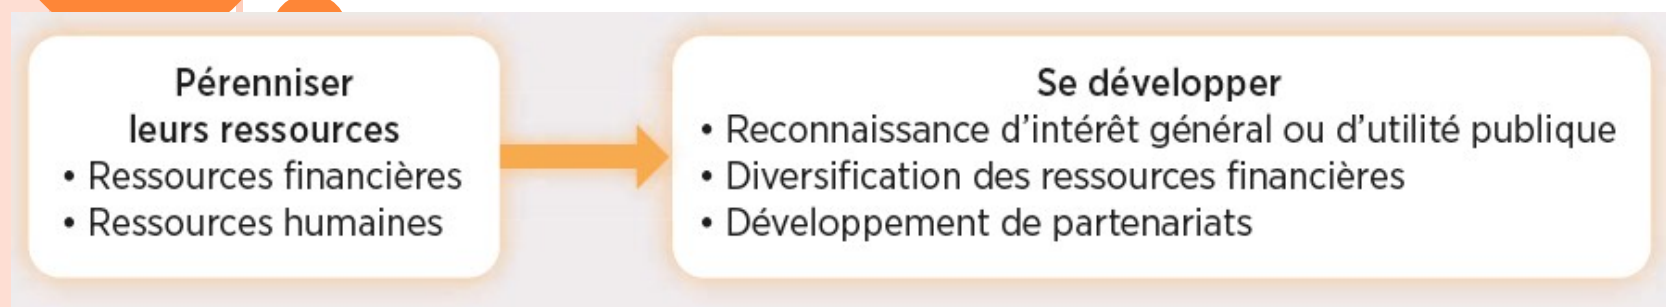 Pérenniser
leurs ressources
• Ressources financières
• Ressources humaines
Se développer
• Reconnaissance d’intérêt général ou d’utilité publique
• Diversification des ressources financières
• Développement de partenariats